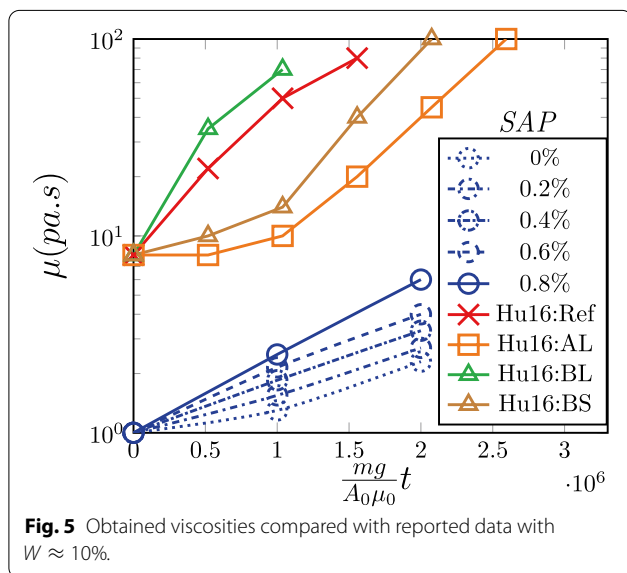 10²
10¹
10⁰
μ(pa.s)
SAP
0%
0.2%
0.4%
0.6%
0.8%
Hu16:Ref
Hu16:AL
Hu16:BL
Hu16:BS
0 0.5 1 1.5 2 2.5 3
mg/A₀μ₀ t
·10⁶
Fig. 5 Obtained viscosities compared with reported data with
W ≈ 10%.